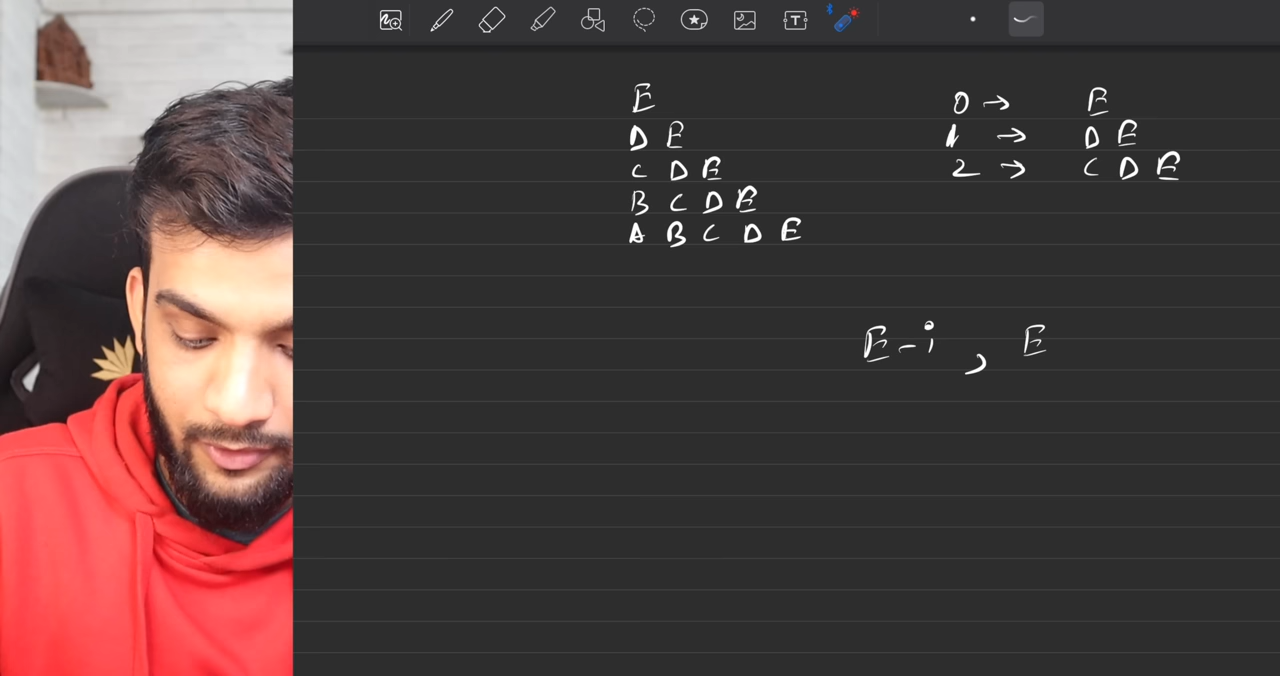 E
D E
C D E
B C D E
A B C D E
0 → E
1 → D E
2 → C D E
E-i , E